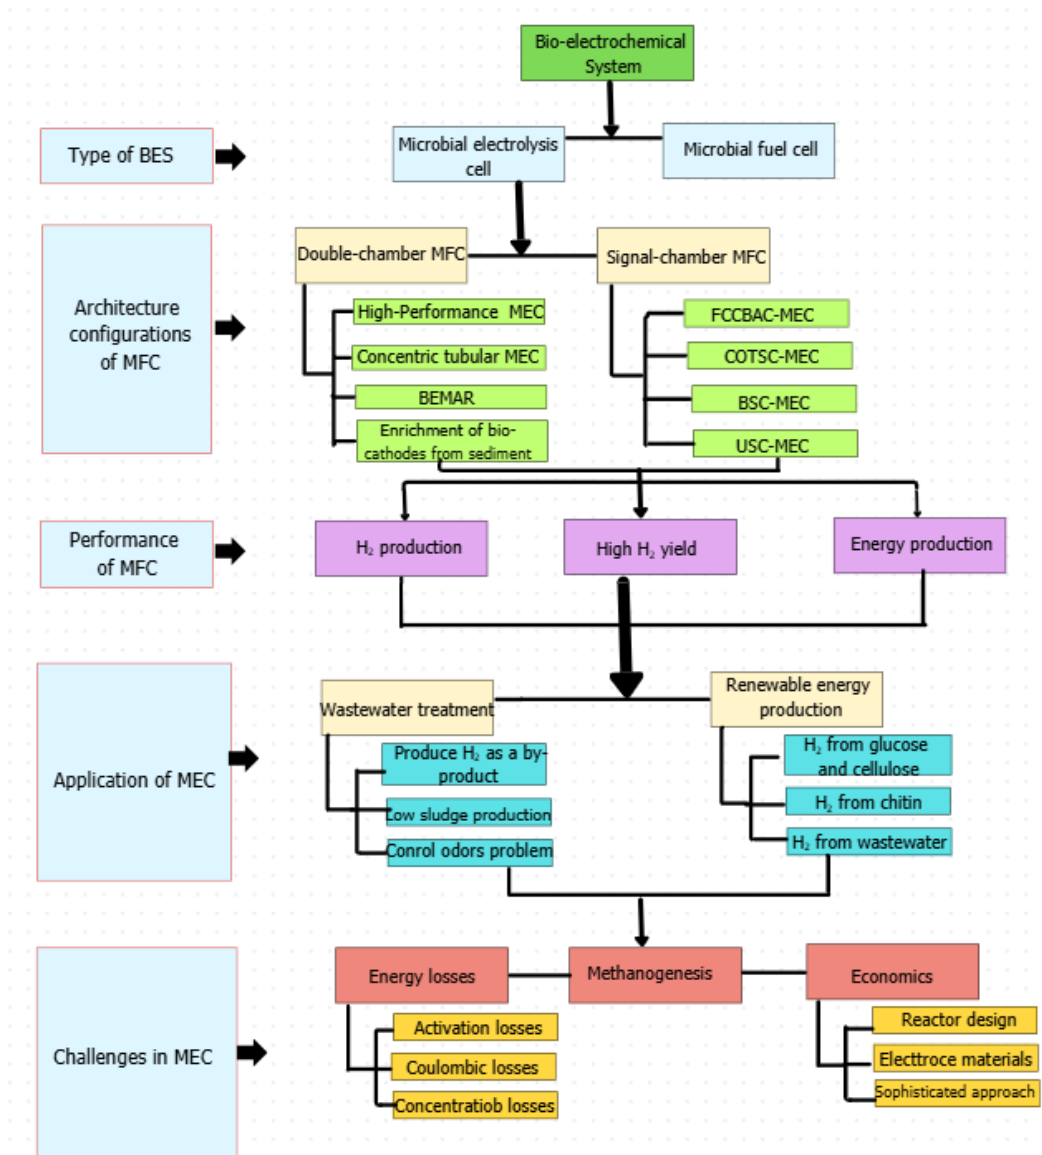 Bio-electrochemical
System
Type of BES
Microbial electrolysis
cell
Microbial fuel cell
Architecture
configurations
of MFC
Double-chamber MFC
Signal-chamber MFC
High-Performance MEC
Concentric tubular MEC
BEMAR
Enrichment of bio-
cathodes from sediment
FCCBAC-MEC
COTSC-MEC
BSC-MEC
USC-MEC
Performance
of MFC
H₂ production
High H₂ yield
Energy production
Application of MEC
Wastewater treatment
Renewable energy
production
Produce H₂ as a by-
product
Low sludge production
Conrol odors problem
H₂ from glucose
and cellulose
H₂ from chitin
H₂ from wastewater
Challenges in MEC
Energy losses
Methanogenesis
Economics
Activation losses
Coulombic losses
Concentratiob losses
Reactor design
Electtroce materials
Sophisticated approach